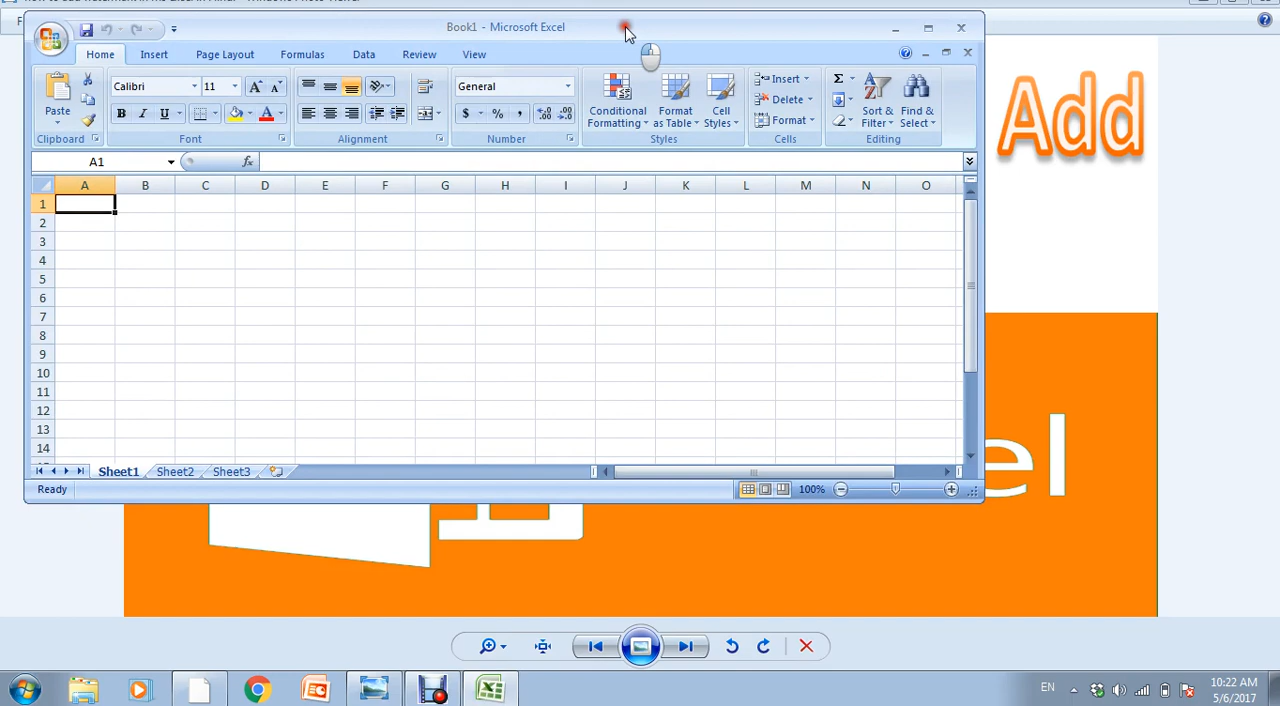 Book1 - Microsoft Excel
Home Insert Page Layout Formulas Data Review View
Paste
Clipboard
Calibri 11
B I U A
Font
Alignment
General
$ % ,
Number
Conditional Formatting
Format as Table
Cell Styles
Styles
Insert
Delete
Format
Cells
Σ
Sort & Filter
Find & Select
Editing
A1 fx
A B C D E F G H I J K L M N O
1
2
3
4
5
6
7
8
9
10
11
12
13
14
Sheet1 Sheet2 Sheet3
Ready 100%
Add
el
EN
10:22 AM
5/6/2017